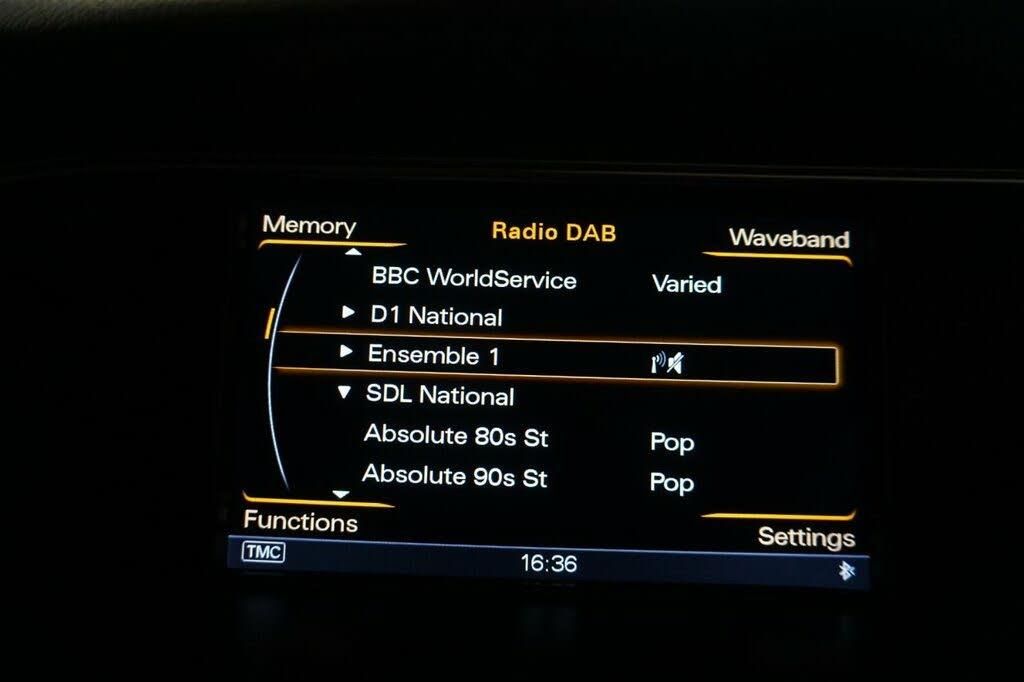 Memory Radio DAB Waveband
BBC WorldService Varied
D1 National
Ensemble 1
SDL National
Absolute 80s St Pop
Absolute 90s St Pop
Functions Settings
TMC 16:36